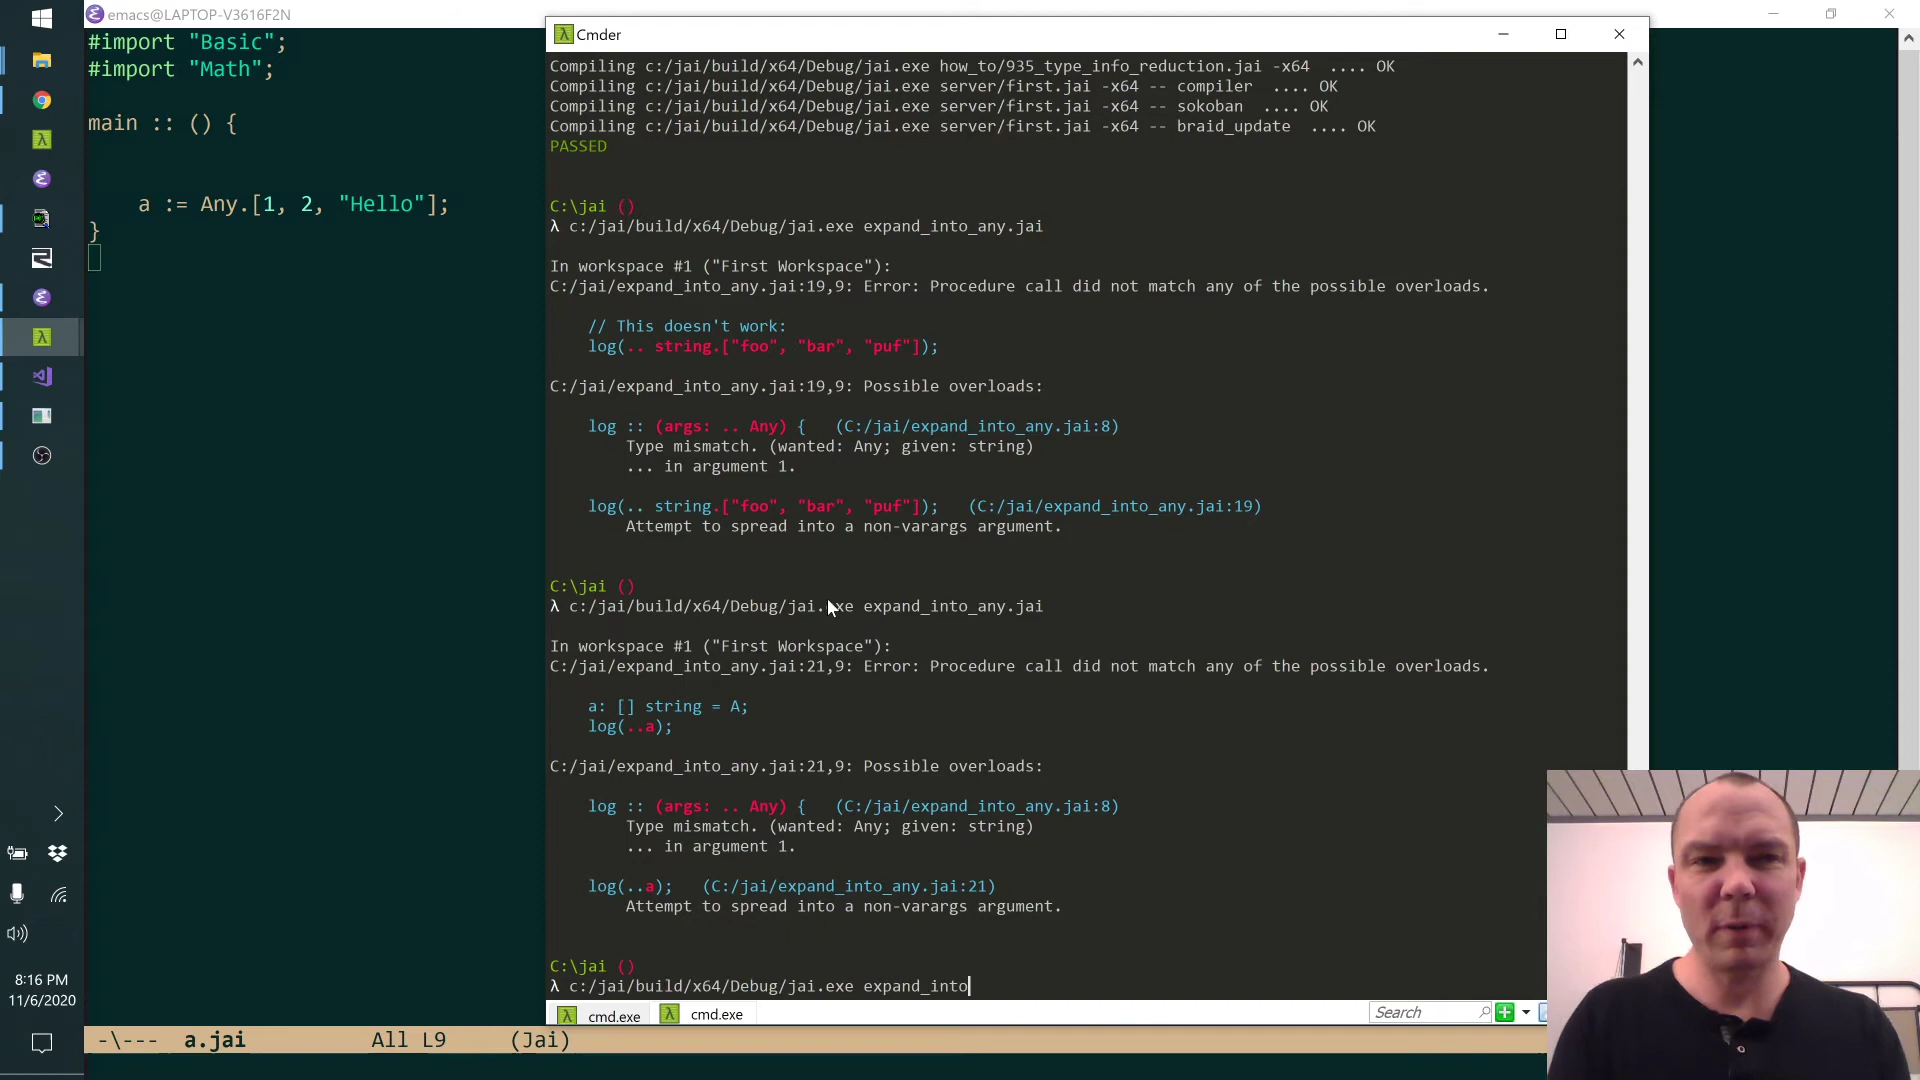 emacs@LAPTOP-V3616F2N
#import "Basic";
#import "Math";
main :: () {
a := Any.[1, 2, "Hello"];
}
Cmder
Compiling c:/jai/build/x64/Debug/jai.exe how_to/935_type_info_reduction.jai -x64  .... OK
Compiling c:/jai/build/x64/Debug/jai.exe server/first.jai -x64 -- compiler  .... OK
Compiling c:/jai/build/x64/Debug/jai.exe server/first.jai -x64 -- sokoban  .... OK
Compiling c:/jai/build/x64/Debug/jai.exe server/first.jai -x64 -- braid_update  .... OK
PASSED
C:\jai ()
λ c:/jai/build/x64/Debug/jai.exe expand_into_any.jai
In workspace #1 ("First Workspace"):
C:/jai/expand_into_any.jai:19,9: Error: Procedure call did not match any of the possible overloads.
// This doesn't work:
log(.. string.["foo", "bar", "puf"]);
C:/jai/expand_into_any.jai:19,9: Possible overloads:
log :: (args: .. Any) {   (C:/jai/expand_into_any.jai:8)
Type mismatch. (wanted: Any; given: string)
... in argument 1.
log(.. string.["foo", "bar", "puf"]);   (C:/jai/expand_into_any.jai:19)
Attempt to spread into a non-varargs argument.
C:\jai ()
λ c:/jai/build/x64/Debug/jai.exe expand_into_any.jai
In workspace #1 ("First Workspace"):
C:/jai/expand_into_any.jai:21,9: Error: Procedure call did not match any of the possible overloads.
a: [] string = A;
log(..a);
C:/jai/expand_into_any.jai:21,9: Possible overloads:
log :: (args: .. Any) {   (C:/jai/expand_into_any.jai:8)
Type mismatch. (wanted: Any; given: string)
... in argument 1.
log(..a);   (C:/jai/expand_into_any.jai:21)
Attempt to spread into a non-varargs argument.
C:\jai ()
λ c:/jai/build/x64/Debug/jai.exe expand_into
cmd.exe
cmd.exe
Search
8:16 PM
11/6/2020
-\--- a.jai All L9 (Jai)